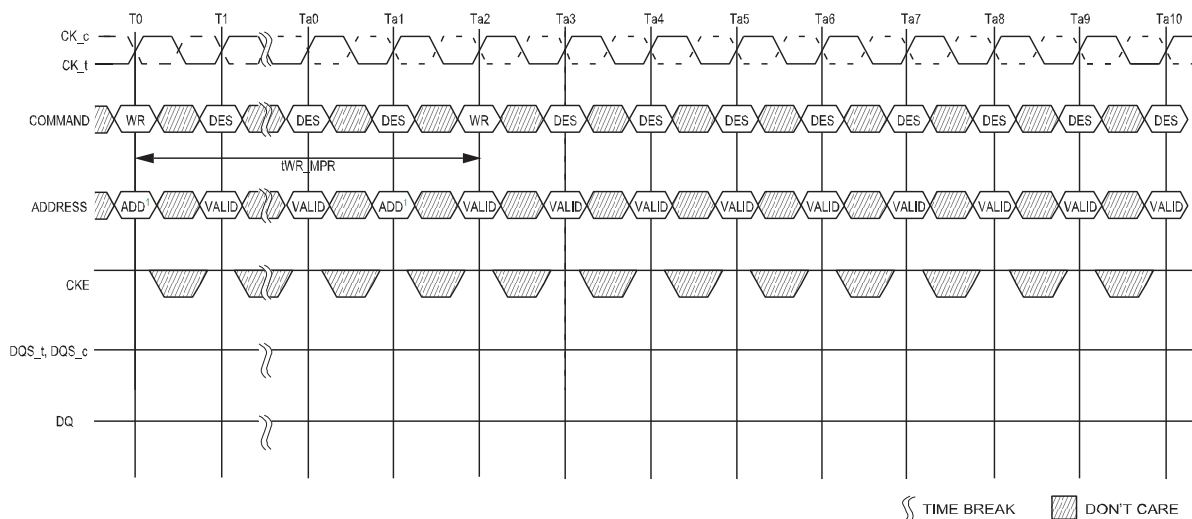 T0 T1 Ta0 Ta1 Ta2 Ta3 Ta4 Ta5 Ta6 Ta7 Ta8 Ta9 Ta10
CK_c
CK_t
COMMAND WR DES DES DES WR DES DES DES DES DES DES DES DES
tWR_MPR
ADDRESS ADD1 VALID VALID ADD1 VALID VALID VALID VALID VALID VALID VALID VALID VALID
CKE
DQS_t, DQS_c
DQ
TIME BREAK DON'T CARE